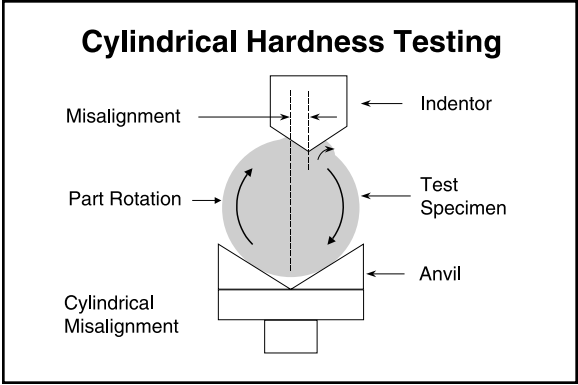 Cylindrical Hardness Testing
Misalignment
Indentor
Part Rotation
Test
Specimen
Anvil
Cylindrical
Misalignment